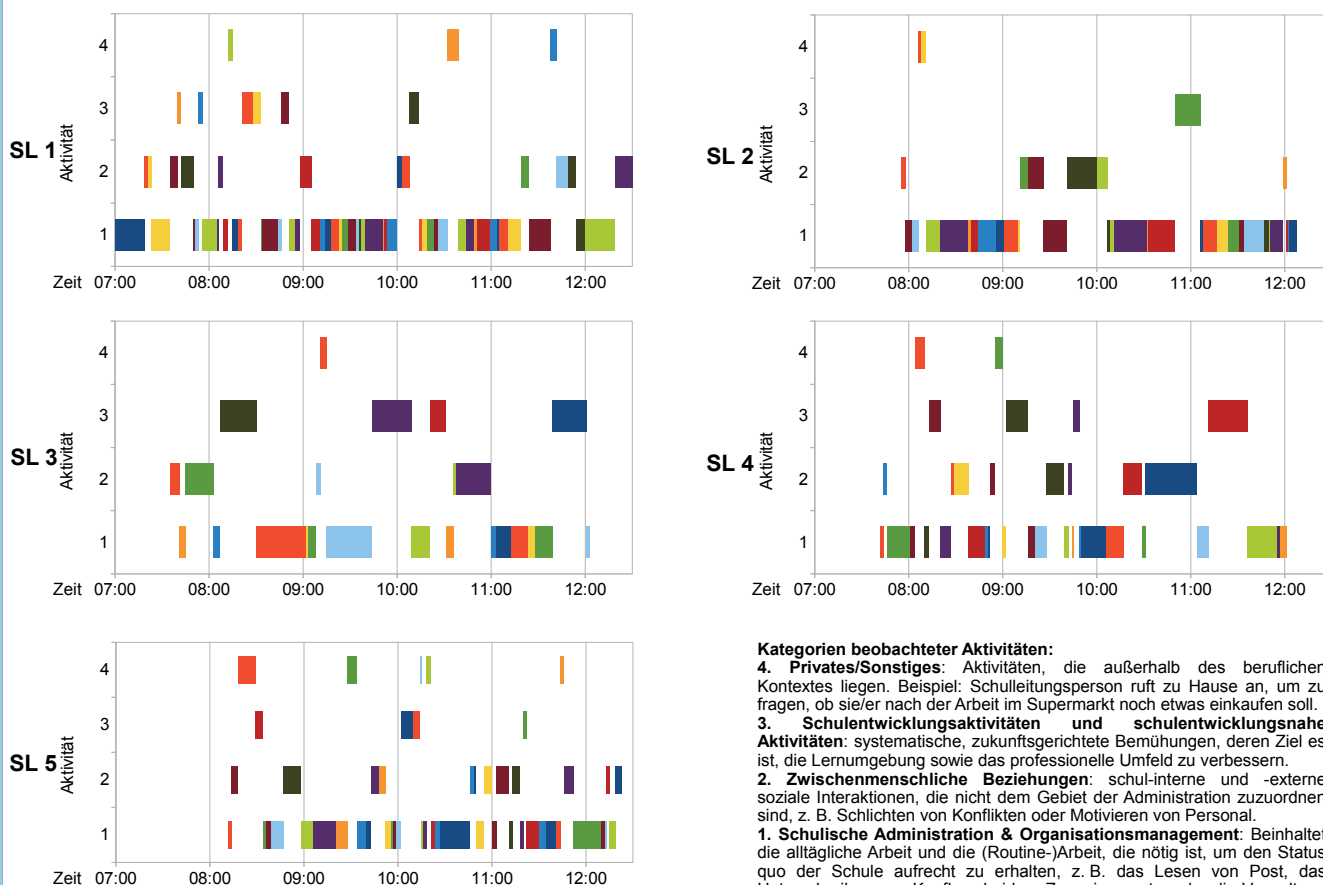 4
3
2
1
SL 1
Aktivität
Zeit 07:00 08:00 09:00 10:00 11:00 12:00
4
3
2
1
SL 2
Aktivität
Zeit 07:00 08:00 09:00 10:00 11:00 12:00
4
3
2
1
SL 3
Aktivität
Zeit 07:00 08:00 09:00 10:00 11:00 12:00
4
3
2
1
SL 4
Aktivität
Zeit 07:00 08:00 09:00 10:00 11:00 12:00
4
3
2
1
SL 5
Aktivität
Zeit 07:00 08:00 09:00 10:00 11:00 12:00
Kategorien beobachteter Aktivitäten:
4. Privates/Sonstiges: Aktivitäten, die außerhalb des beruflichen
Kontextes liegen. Beispiel: Schulleitungsperson ruft zu Hause an, um zu
fragen, ob sie/er nach der Arbeit im Supermarkt noch etwas einkaufen soll.
3. Schulentwicklungsaktivitäten und schulentwicklungsnahe
Aktivitäten: systematische, zukunftsgerichtete Bemühungen, deren Ziel es
ist, die Lernumgebung sowie das professionelle Umfeld zu verbessern.
2. Zwischenmenschliche Beziehungen: schul-interne und -externe
soziale Interaktionen, die nicht dem Gebiet der Administration zuzuordnen
sind, z. B. Schlichten von Konflikten oder Motivieren von Personal.
1. Schulische Administration & Organisationsmanagement: Beinhaltet
die alltägliche Arbeit und die (Routine-)Arbeit, die nötig ist, um den Status
quo der Schule aufrecht zu erhalten, z. B. das Lesen von Post, das